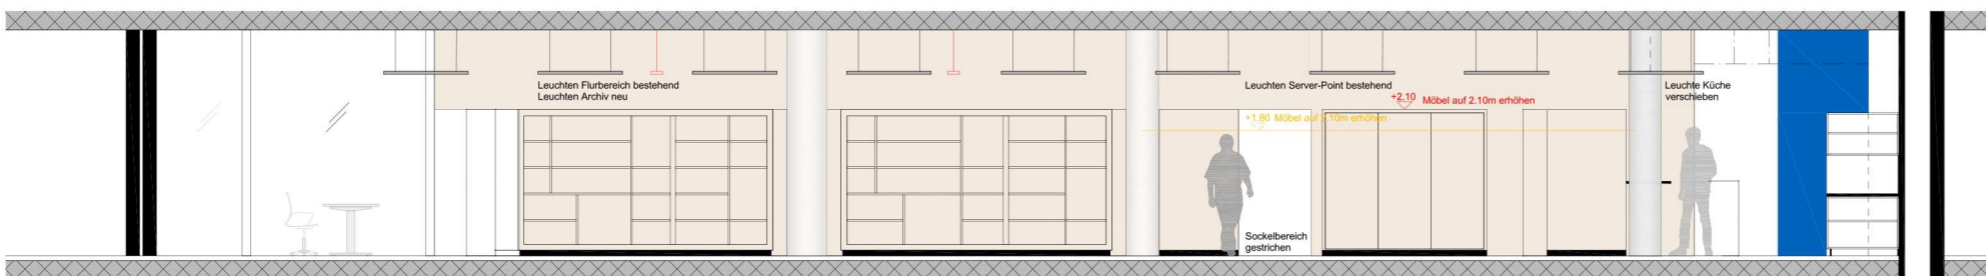 Leuchten Flurbereich bestehend
Leuchten Archiv neu
Leuchten Server-Point bestehend
+2.10 Möbel auf 2.10m erhöhen
+1.80 Möbel auf 2.10m erhöhen
Leuchte Küche
verschieben
Sockelbereich
gestrichen